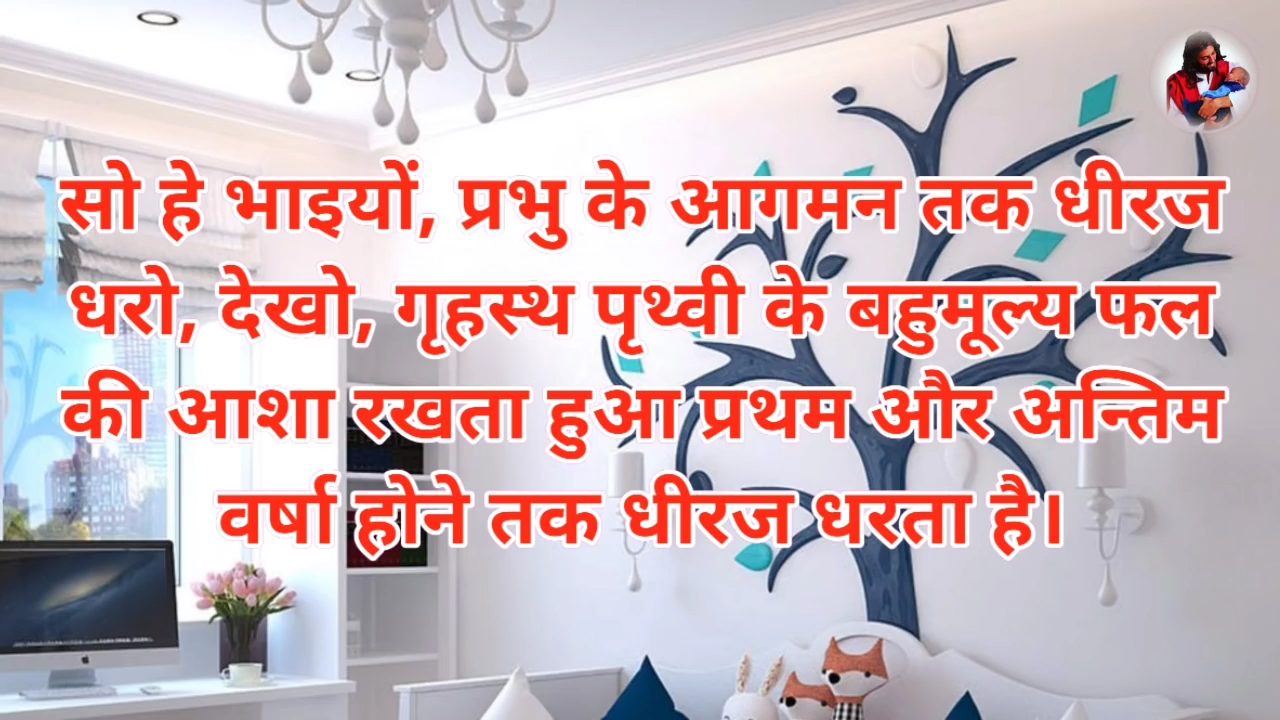 सो हे भाइयों, प्रभु के आगमन तक धीरज
धरो, देखो, गृहस्थ पृथ्वी के बहुमूल्य फल
की आशा रखता हुआ प्रथम और अन्तिम
वर्षा होने तक धीरज धरता है।